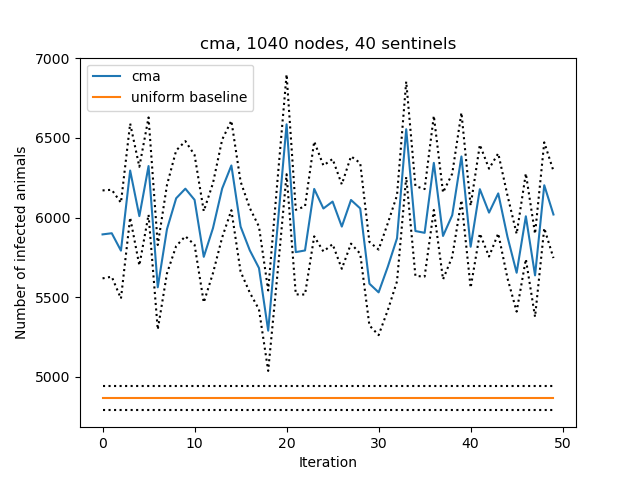 cma, 1040 nodes, 40 sentinels
cma
uniform baseline
Number of infected animals
7000
6500
6000
5500
5000
0 10 20 30 40 50
Iteration